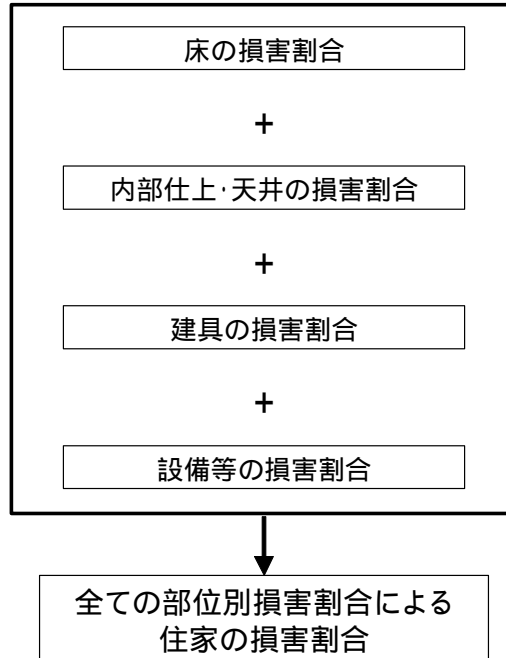 床の損害割合
+
内部仕上･天井の損害割合
+
建具の損害割合
+
設備等の損害割合
全ての部位別損害割合による
住家の損害割合